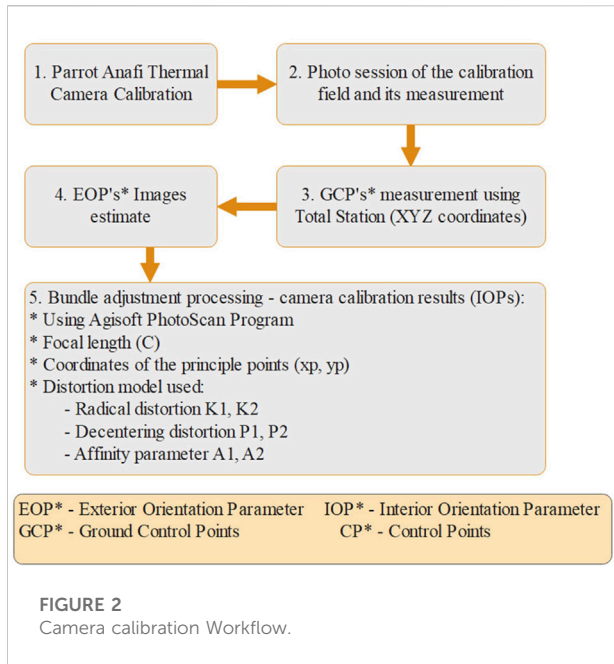 1. Parrot Anafi Thermal
Camera Calibration
2. Photo session of the calibration
field and its measurement
4. EOP's* Images
estimate
3. GCP's* measurement using
Total Station (XYZ coordinates)
5. Bundle adjustment processing - camera calibration results (IOPs):
* Using Agisoft PhotoScan Program
* Focal length (C)
* Coordinates of the principle points (xp, yp)
* Distortion model used:
- Radical distortion K1, K2
- Decentering distortion P1, P2
- Affinity parameter A1, A2
EOP* - Exterior Orientation Parameter IOP* - Interior Orientation Parameter
GCP* - Ground Control Points CP* - Control Points
FIGURE 2
Camera calibration Workflow.